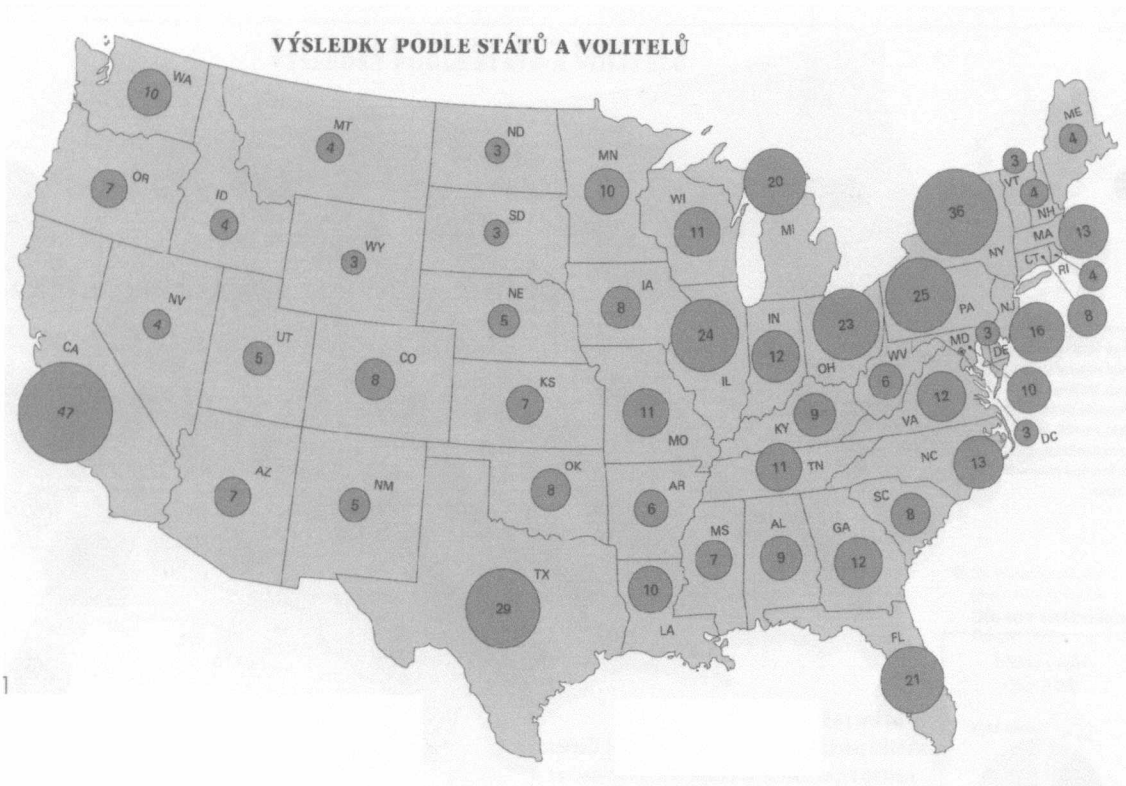 VÝSLEDKY PODLE STÁTŮ A VOLITELŮ
WA
10
MT
4
ND
3
MN
10
ME
4
OR
7
ID
4
SD
3
WI
11
20
MI
3
VT
4
NH
36
NY
MA
13
CT
RI
4
8
WY
3
NE
5
IA
8
25
PA
NJ
16
NV
4
UT
5
CO
8
24
IL
IN
12
23
OH
WV
6
MD
3
DE
10
CA
47
KS
7
11
MO
KY
9
VA
12
3
DC
AZ
7
NM
5
OK
8
AR
6
11
TN
NC
13
SC
8
TX
29
10
LA
MS
7
AL
9
GA
12
FL
21